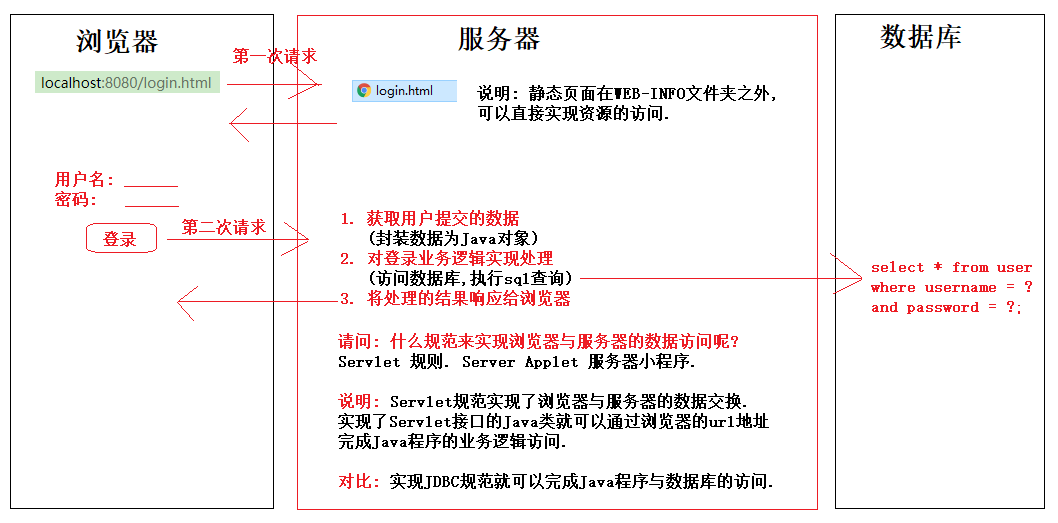 浏览器
localhost:8080/login.html
第一次请求
用户名: ______
密码: ______
登录
第二次请求
服务器
login.html
说明: 静态页面在WEB-INFO文件夹之外,
可以直接实现资源的访问.
1. 获取用户提交的数据
(封装数据为Java对象)
2. 对登录业务逻辑实现处理
(访问数据库,执行sql查询)
3. 将处理的结果响应给浏览器
请问: 什么规范来实现浏览器与服务器的数据访问呢?
Servlet 规则. Server Applet 服务器小程序.
说明: Servlet规范实现了浏览器与服务器的数据交换.
实现了Servlet接口的Java类就可以通过浏览器的url地址
完成Java程序的业务逻辑访问.
对比: 实现JDBC规范就可以完成Java程序与数据库的访问.
数据库
select * from user
where username = ?
and password = ?;